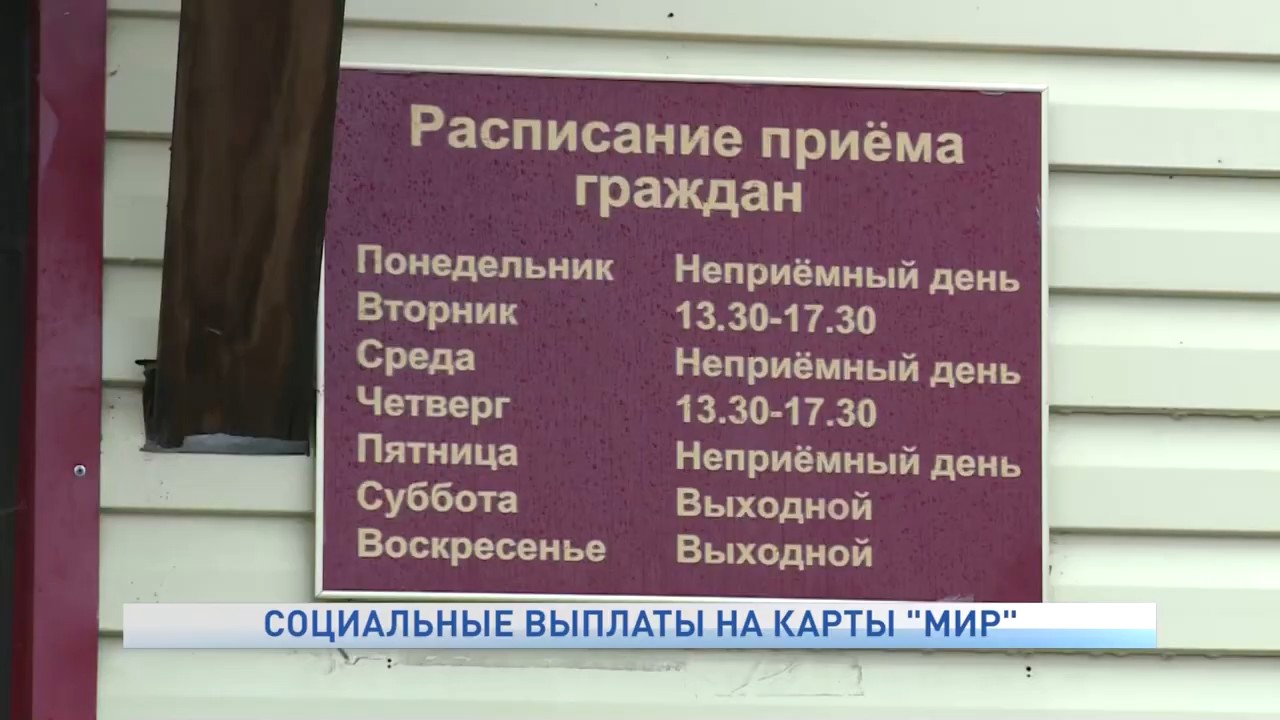 Расписание приёма
граждан
Понедельник Неприёмный день
Вторник 13.30-17.30
Среда Неприёмный день
Четверг 13.30-17.30
Пятница Неприёмный день
Суббота Выходной
Воскресенье Выходной
СОЦИАЛЬНЫЕ ВЫПЛАТЫ НА КАРТЫ "МИР"